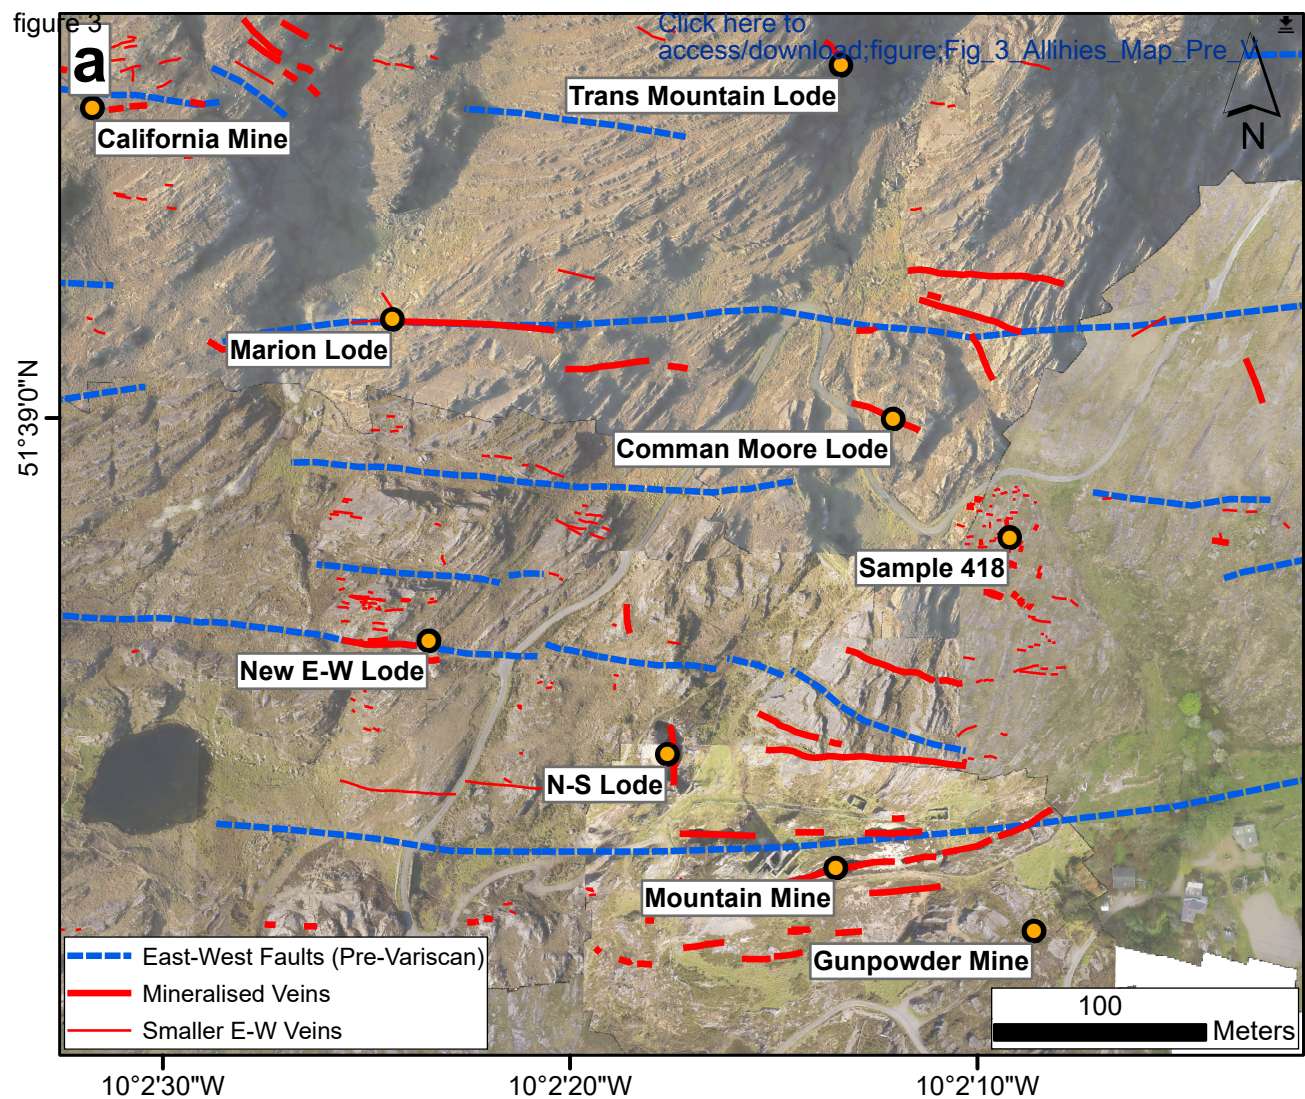 figure 3
Click here to
access/download;figure;Fig_3_Allihies_Map_Pre_V
a
N
Trans Mountain Lode
California Mine
Marion Lode
51°39'0"N
Comman Moore Lode
Sample 418
New E-W Lode
N-S Lode
Mountain Mine
Gunpowder Mine
East-West Faults (Pre-Variscan)
Mineralised Veins
Smaller E-W Veins
100
Meters
10°2'30"W
10°2'20"W
10°2'10"W